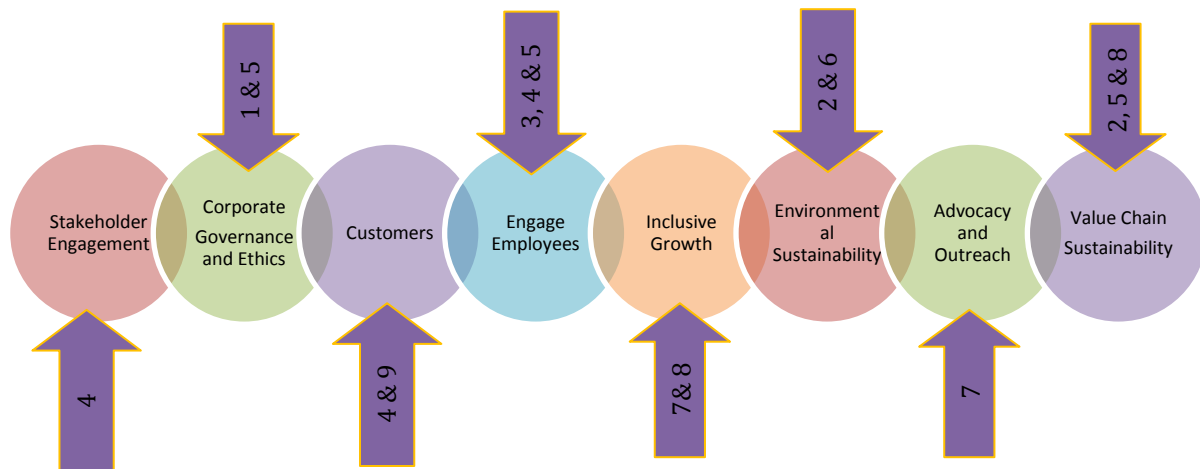 1 & 5
3, 4 & 5
2 & 6
2, 5 & 8
Stakeholder
Engagement
Corporate
Governance
and Ethics
Customers
Engage
Employees
Inclusive
Growth
Environment
al
Sustainability
Advocacy
and
Outreach
Value Chain
Sustainability
4
4 & 9
7& 8
7